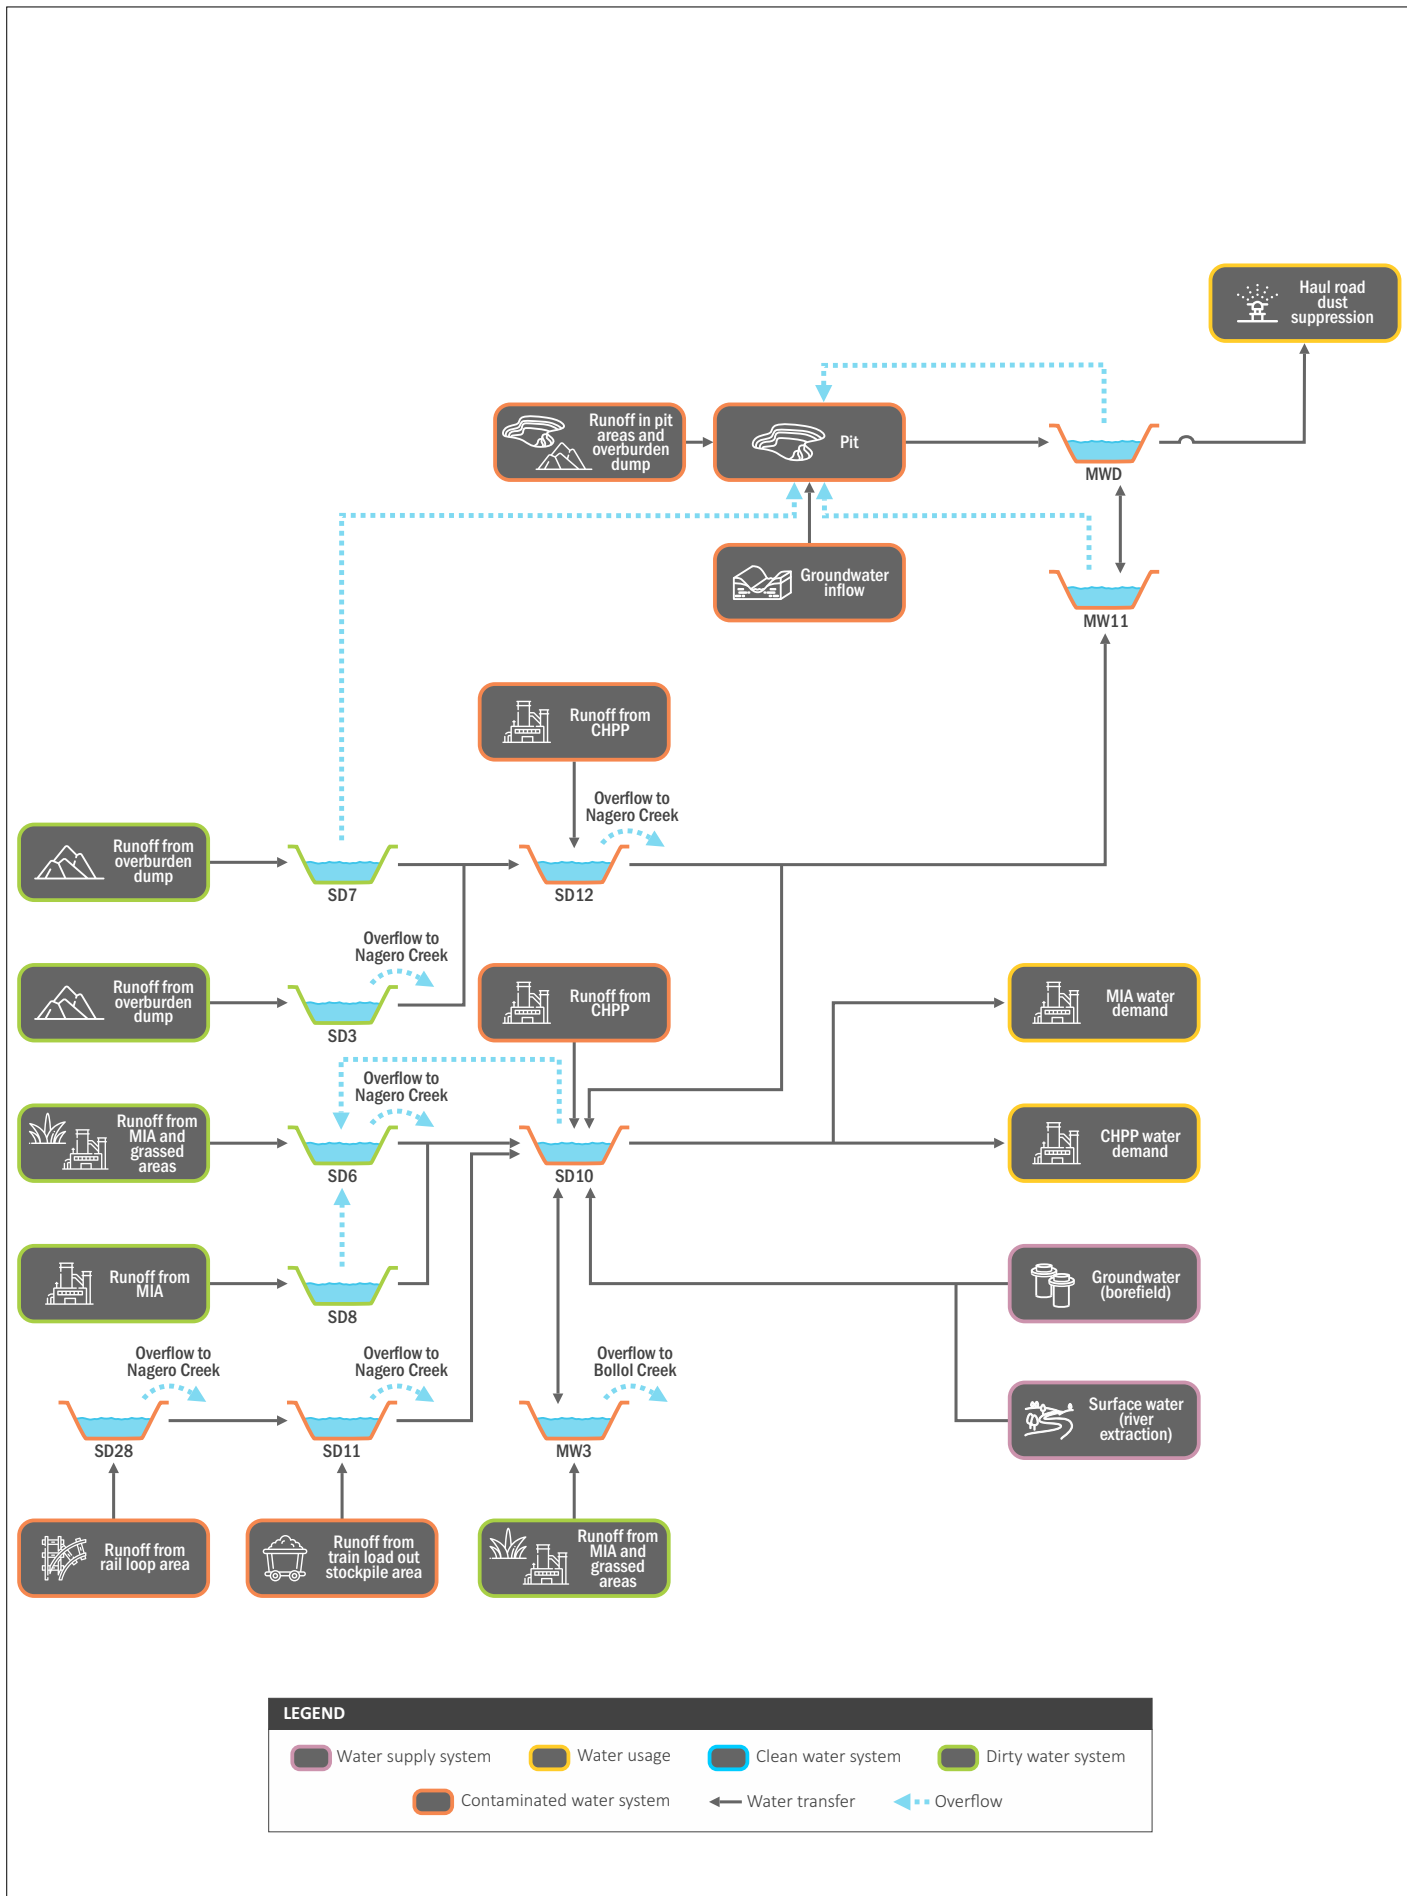 Haul road
dust
suppression
Runoff in pit
areas and
overburden
dump
Pit
MWD
Groundwater
inflow
MW11
Runoff from
CHPP
Overflow to
Nagero Creek
Runoff from
overburden
dump
SD7
SD12
Overflow to
Nagero Creek
Runoff from
overburden
dump
SD3
Runoff from
CHPP
MIA water
demand
Overflow to
Nagero Creek
Runoff from
MIA and
grassed
areas
SD6
SD10
CHPP water
demand
Runoff from
MIA
SD8
Groundwater
(borefield)
Overflow to
Nagero Creek
Overflow to
Nagero Creek
Overflow to
Bollol Creek
SD28
SD11
MW3
Surface water
(river
extraction)
Runoff from
rail loop area
Runoff from
train load out
stockpile area
Runoff from
MIA and
grassed
areas
LEGEND
Water supply system
Water usage
Clean water system
Dirty water system
Contaminated water system
Water transfer
Overflow